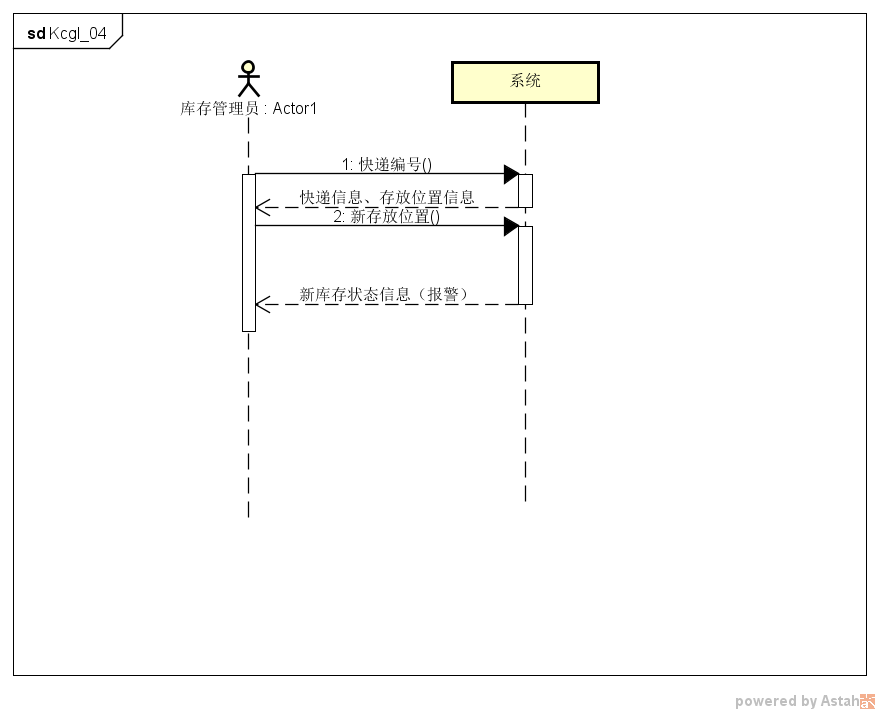 sd Kcgl_04
库存管理员 : Actor1
系统
1: 快递编号()
快递信息、存放位置信息
2: 新存放位置()
新库存状态信息（报警）
powered by Astah